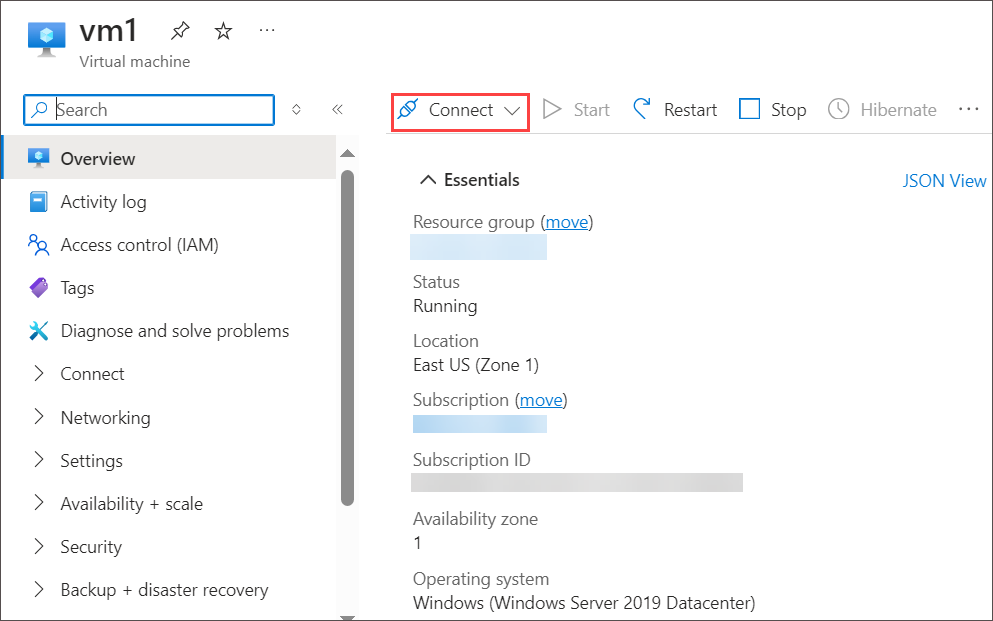 vm1
Virtual machine
Search
Connect
Start
Restart
Stop
Hibernate
Overview
Activity log
Access control (IAM)
Tags
Diagnose and solve problems
Connect
Networking
Settings
Availability + scale
Security
Backup + disaster recovery
Essentials
JSON View
Resource group (move)
Status
Running
Location
East US (Zone 1)
Subscription (move)
Subscription ID
Availability zone
1
Operating system
Windows (Windows Server 2019 Datacenter)